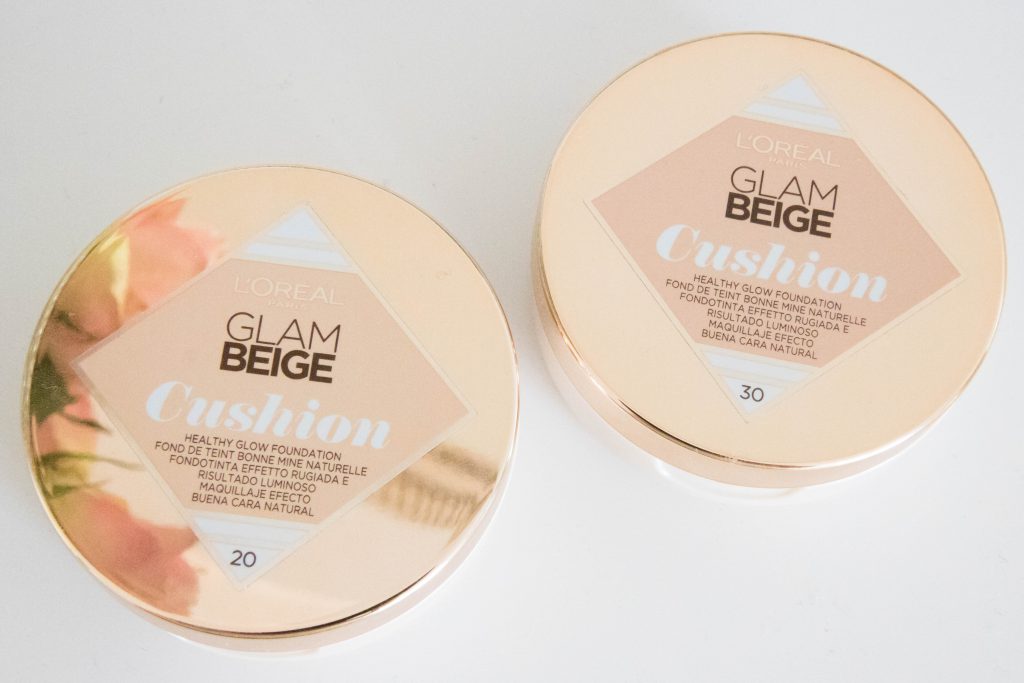 L'ORÉAL
PARIS
GLAM
BEIGE
Cushion
HEALTHY GLOW FOUNDATION
FOND DE TEINT BONNE MINE NATURELLE
FONDOTINTA EFFETTO RUGIADA E
RISULTADO LUMINOSO
MAQUILLAJE EFECTO
BUENA CARA NATURAL
20
L'ORÉAL
PARIS
GLAM
BEIGE
Cushion
HEALTHY GLOW FOUNDATION
FOND DE TEINT BONNE MINE NATURELLE
FONDOTINTA EFFETTO RUGIADA E
RISULTADO LUMINOSO
MAQUILLAJE EFECTO
BUENA CARA NATURAL
30